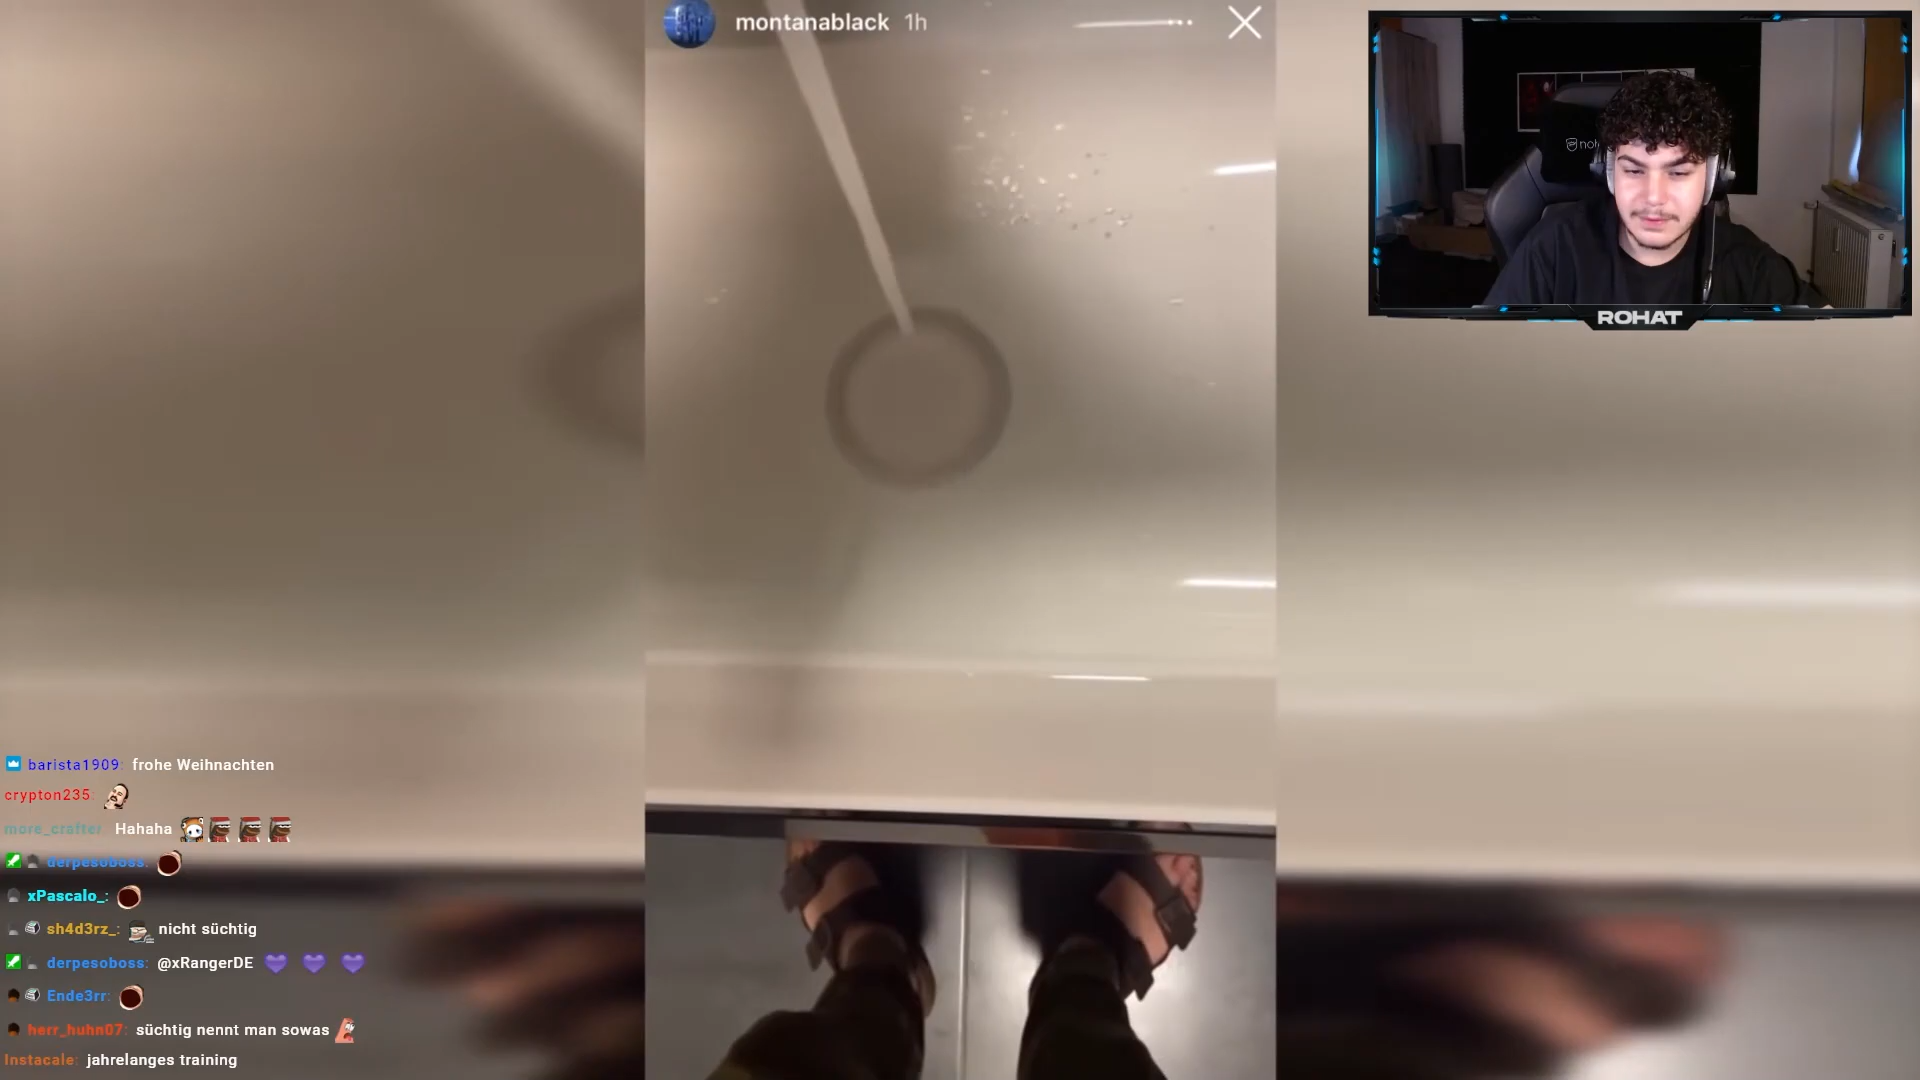 montanablack 1h
ROHAT
barista1909: frohe Weihnachten
crypton235:
more_crafter Hahaha
derpesoboss:
xPascalo_:
sh4d3rz_: nicht süchtig
derpesoboss: @xRangerDE
Ende3rr:
herr_huhn07: süchtig nennt man sowas
Instacale: jahrelanges training